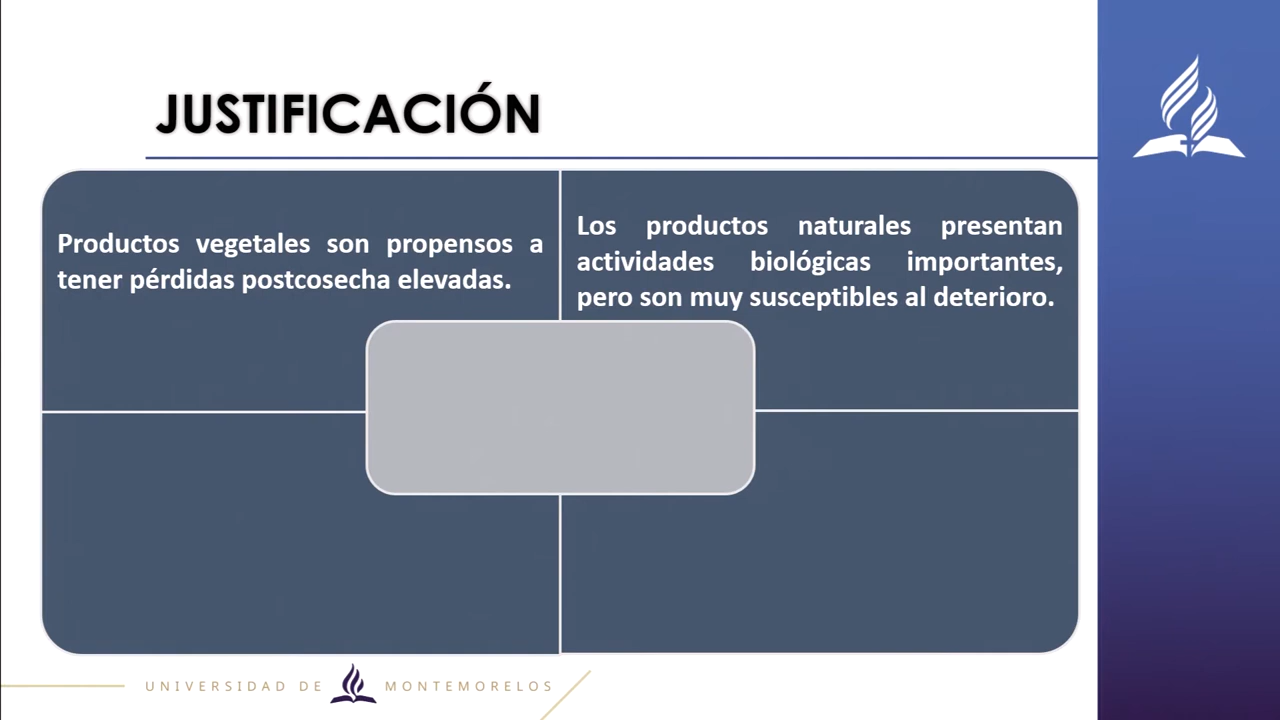 JUSTIFICACIÓN
Productos vegetales son propensos a
tener pérdidas postcosecha elevadas.
Los productos naturales presentan
actividades biológicas importantes,
pero son muy susceptibles al deterioro.
UNIVERSIDAD DE MONTEMORELOS